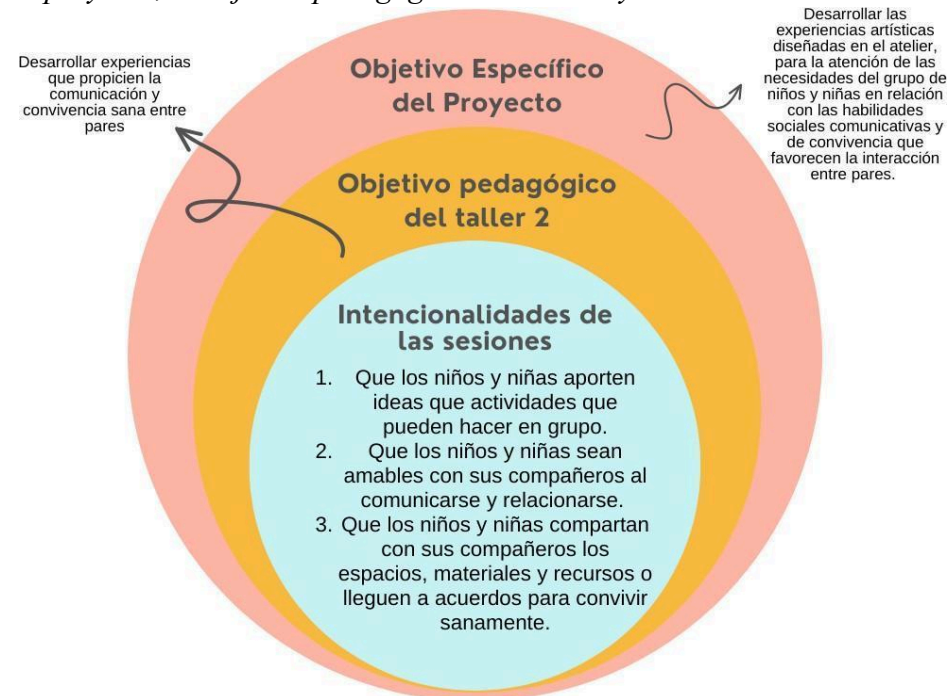 Desarrollar experiencias
que propicien la
comunicación y
convivencia sana entre
pares
Objetivo Específico
del Proyecto
Desarrollar las
experiencias artísticas
diseñadas en el atelier,
para la atención de las
necesidades del grupo de
niños y niñas en relación
con las habilidades
sociales comunicativas y
de convivencia que
favorecen la interacción
entre pares.
Objetivo pedagógico
del taller 2
Intencionalidades de
las sesiones
1. Que los niños y niñas aporten
ideas que actividades que
pueden hacer en grupo.
2. Que los niños y niñas sean
amables con sus compañeros al
comunicarse y relacionarse.
3. Que los niños y niñas compartan
con sus compañeros los
espacios, materiales y recursos o
lleguen a acuerdos para convivir
sanamente.